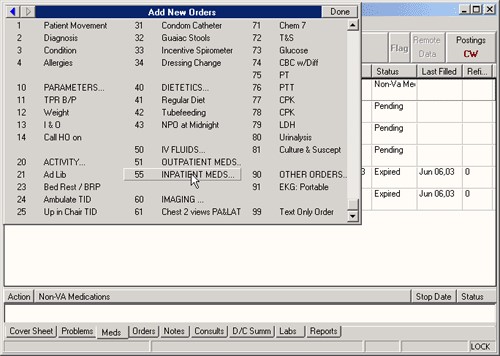 Add New Orders Done
1 Patient Movement 31 Condom Catheter 71 Chem 7
2 Diagnosis 32 Guaiac Stools 72 T&S
3 Condition 33 Incentive Spirometer 73 Glucose
4 Allergies 34 Dressing Change 74 CBC w/Diff
75 PT
10 PARAMETERS... 40 DIETETICS... 76 PTT
11 TPR B/P 41 Regular Diet 77 CPK
12 Weight 42 Tubefeeding 78 CPK
13 I & O 43 NPO at Midnight 79 LDH
14 Call HO on 80 Urinalysis
50 IV FLUIDS... 81 Culture & Suscept
20 ACTIVITY... 51 OUTPATIENT MEDS..
21 Ad Lib 55 INPATIENT MEDS... 90 OTHER ORDERS..
23 Bed Rest / BRP 91 EKG: Portable
24 Ambulate TID 60 IMAGING ...
25 Up in Chair TID 61 Chest 2 views PA&LAT 99 Text Only Order
Flag Remote Data Postings CW
Status Last Filled Refi...
Non-VA Med
Pending
Pending
Pending
3 Expired Jun 06,03 0
Expired Jun 06,03 0
Action Non-VA Medications Stop Date Status
Cover Sheet Problems Meds Orders Notes Consults D/C Summ Labs Reports
LOCK